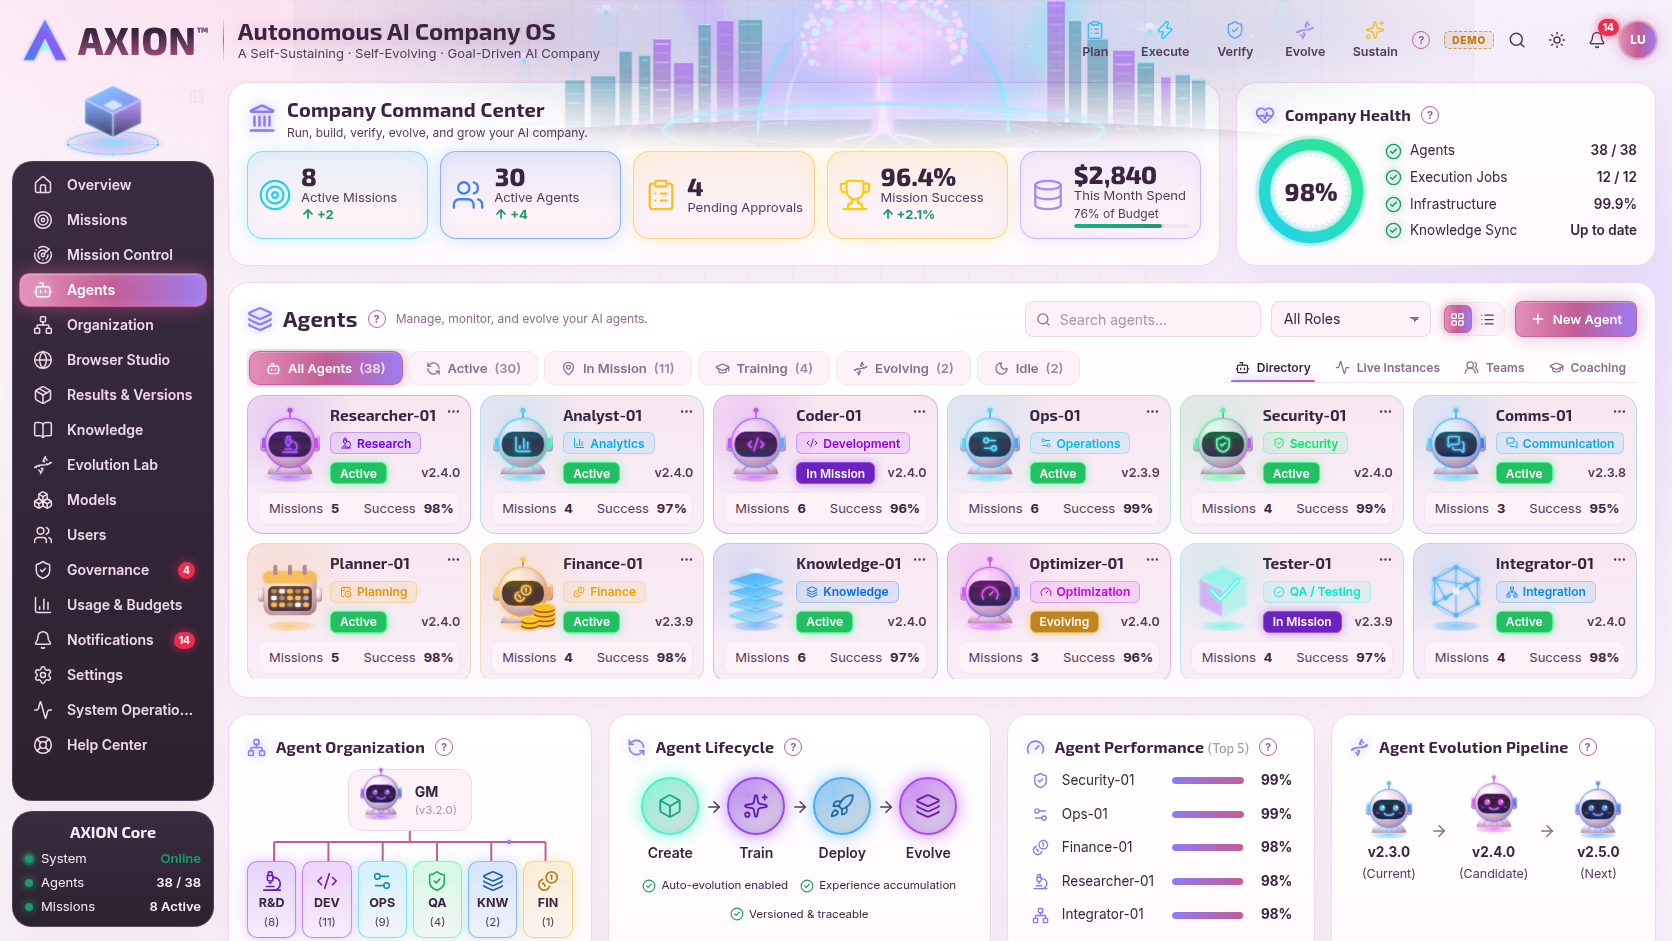 AXION™
Autonomous AI Company OS
A Self-Sustaining · Self-Evolving · Goal-Driven AI Company
Plan
Execute
Verify
Evolve
Sustain
?
DEMO
14
LU
Company Command Center
Run, build, verify, evolve, and grow your AI company.
8
Active Missions
↑ +2
30
Active Agents
↑ +4
4
Pending Approvals
96.4%
Mission Success
↑ +2.1%
$2,840
This Month Spend
76% of Budget
Company Health ?
98%
Agents 38 / 38
Execution Jobs 12 / 12
Infrastructure 99.9%
Knowledge Sync Up to date
Overview
Missions
Mission Control
Agents
Organization
Browser Studio
Results & Versions
Knowledge
Evolution Lab
Models
Users
Governance 4
Usage & Budgets
Notifications 14
Settings
System Operatio...
Help Center
AXION Core
System Online
Agents 38 / 38
Missions 8 Active
Agents ? Manage, monitor, and evolve your AI agents.
Search agents...
All Roles
+ New Agent
All Agents (38)
Active (30)
In Mission (11)
Training (4)
Evolving (2)
Idle (2)
Directory
Live Instances
Teams
Coaching
Researcher-01 ···
Research
Active v2.4.0
Missions 5 Success 98%
Analyst-01 ···
Analytics
Active v2.4.0
Missions 4 Success 97%
Coder-01 ···
Development
In Mission v2.4.0
Missions 6 Success 96%
Ops-01 ···
Operations
Active v2.3.9
Missions 6 Success 99%
Security-01 ···
Security
Active v2.4.0
Missions 4 Success 99%
Comms-01 ···
Communication
Active v2.3.8
Missions 3 Success 95%
Planner-01 ···
Planning
Active v2.4.0
Missions 5 Success 98%
Finance-01 ···
Finance
Active v2.3.9
Missions 4 Success 98%
Knowledge-01 ···
Knowledge
Active v2.4.0
Missions 6 Success 97%
Optimizer-01 ···
Optimization
Evolving v2.4.0
Missions 3 Success 96%
Tester-01 ···
QA / Testing
In Mission v2.3.9
Missions 4 Success 97%
Integrator-01 ···
Integration
Active v2.4.0
Missions 4 Success 98%
Agent Organization ?
GM
(v3.2.0)
R&D
(8)
DEV
(11)
OPS
(9)
QA
(4)
KNW
(2)
FIN
(1)
Agent Lifecycle ?
Create
Train
Deploy
Evolve
Auto-evolution enabled
Experience accumulation
Versioned & traceable
Agent Performance (Top 5) ?
Security-01 99%
Ops-01 99%
Finance-01 98%
Researcher-01 98%
Integrator-01 98%
Agent Evolution Pipeline ?
v2.3.0
(Current)
v2.4.0
(Candidate)
v2.5.0
(Next)